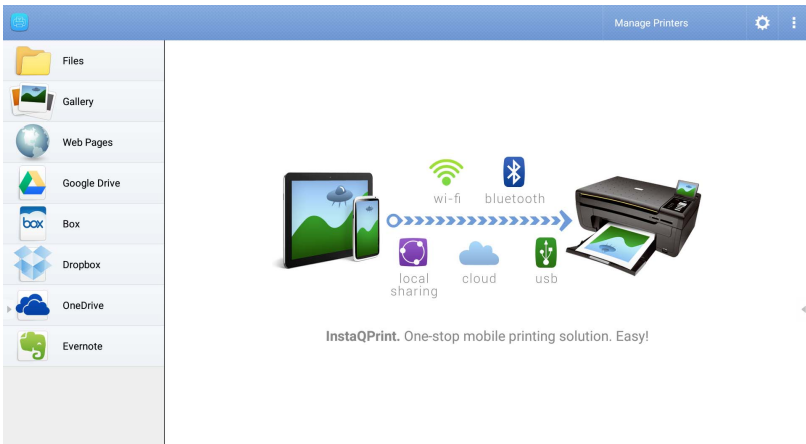 Manage Printers
Files
Gallery
Web Pages
Google Drive
box
Box
Dropbox
OneDrive
Evernote
wi-fi
bluetooth
local
sharing
cloud
usb
InstaQPrint. One-stop mobile printing solution. Easy!